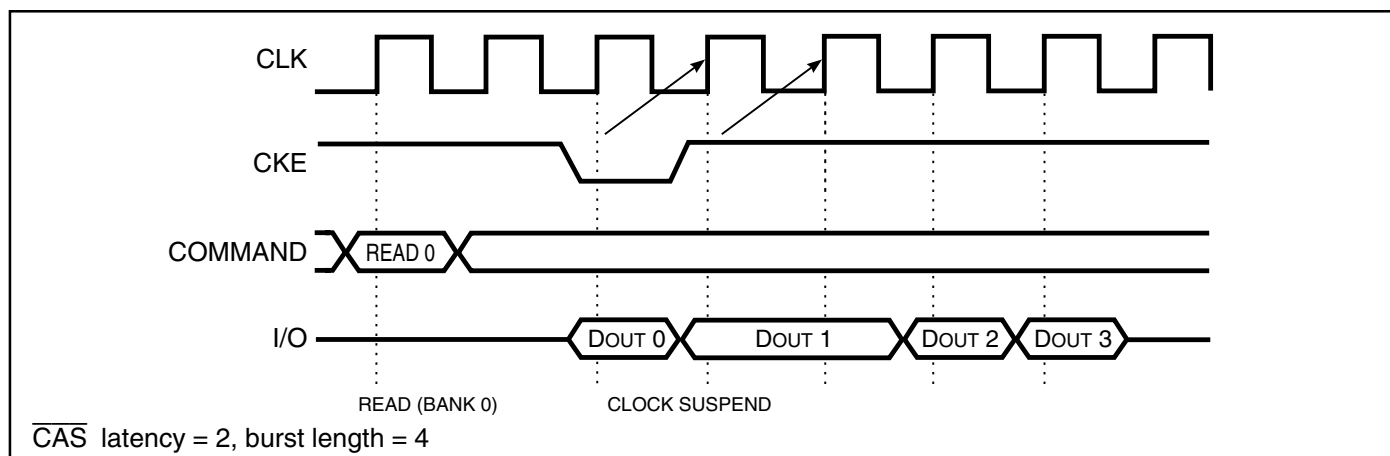 CLK
CKE
COMMAND
READ 0
I/O
DOUT 0
DOUT 1
DOUT 2
DOUT 3
READ (BANK 0)
CLOCK SUSPEND
CAS latency = 2, burst length = 4